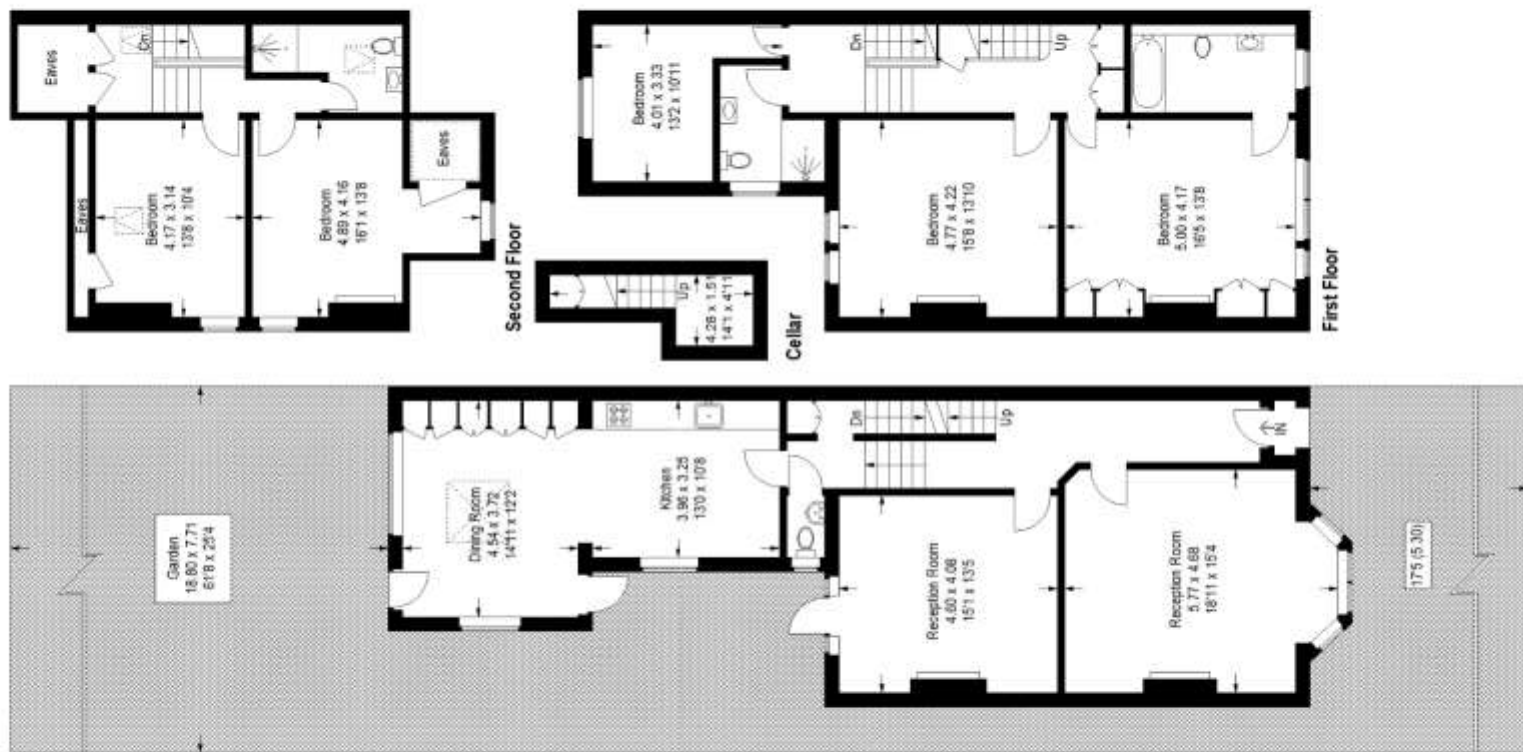 Eaves
Dn
Eaves
Bedroom
4.17 x 3.14
13'8 x 10'4
Bedroom
4.89 x 4.16
16'1 x 13'8
Eaves
Second Floor
Bedroom
4.01 x 3.33
13'2 x 10'11
Dn
Up
Bedroom
4.77 x 4.22
15'8 x 13'10
Bedroom
5.00 x 4.17
16'5 x 13'8
First Floor
Up
4.28 x 1.51
14'1 x 4'11
Cellar
Garden
18.80 x 7.71
61'8 x 25'4
Dining Room
4.54 x 3.72
14'11 x 12'2
Kitchen
3.96 x 3.25
13'0 x 10'8
Dn
Up
IN
Reception Room
4.60 x 4.08
15'1 x 13'5
Reception Room
5.77 x 4.68
18'11 x 15'4
17'5 (5.30)